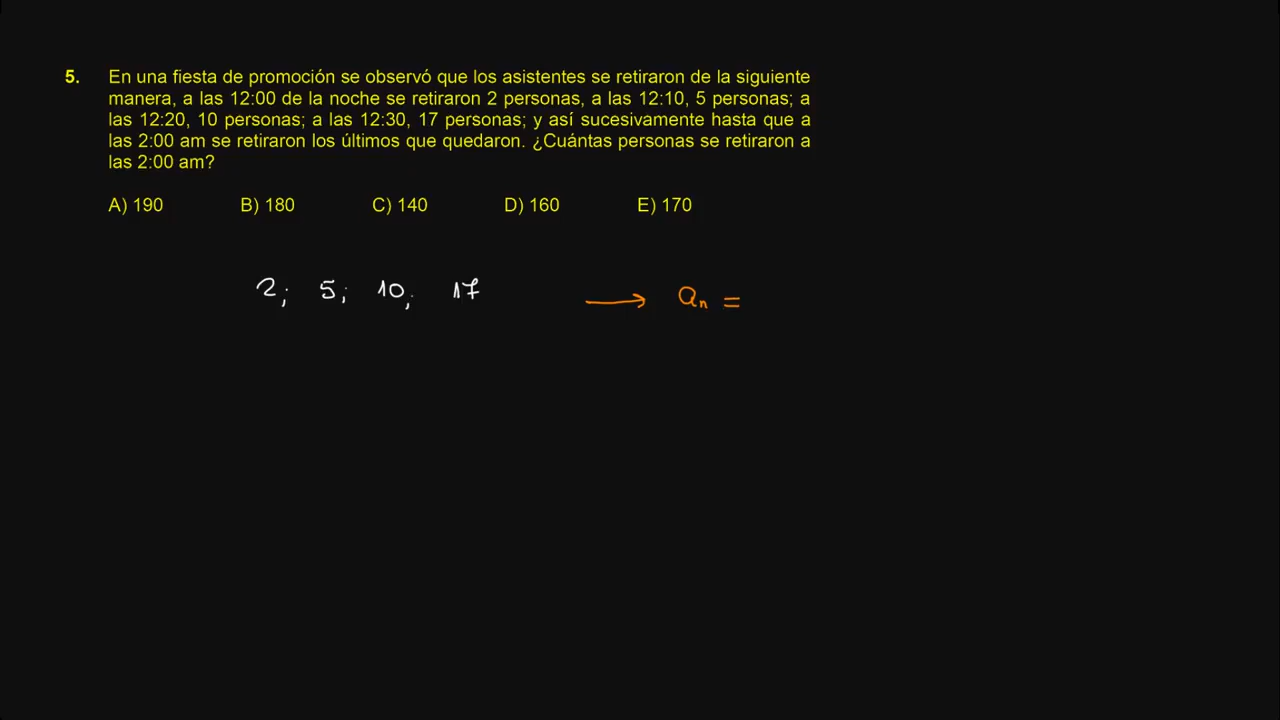 5. En una fiesta de promoción se observó que los asistentes se retiraron de la siguiente
manera, a las 12:00 de la noche se retiraron 2 personas, a las 12:10, 5 personas; a
las 12:20, 10 personas; a las 12:30, 17 personas; y así sucesivamente hasta que a
las 2:00 am se retiraron los últimos que quedaron. ¿Cuántas personas se retiraron a
las 2:00 am?
A) 190 B) 180 C) 140 D) 160 E) 170
2; 5; 10; 17 → aₙ =